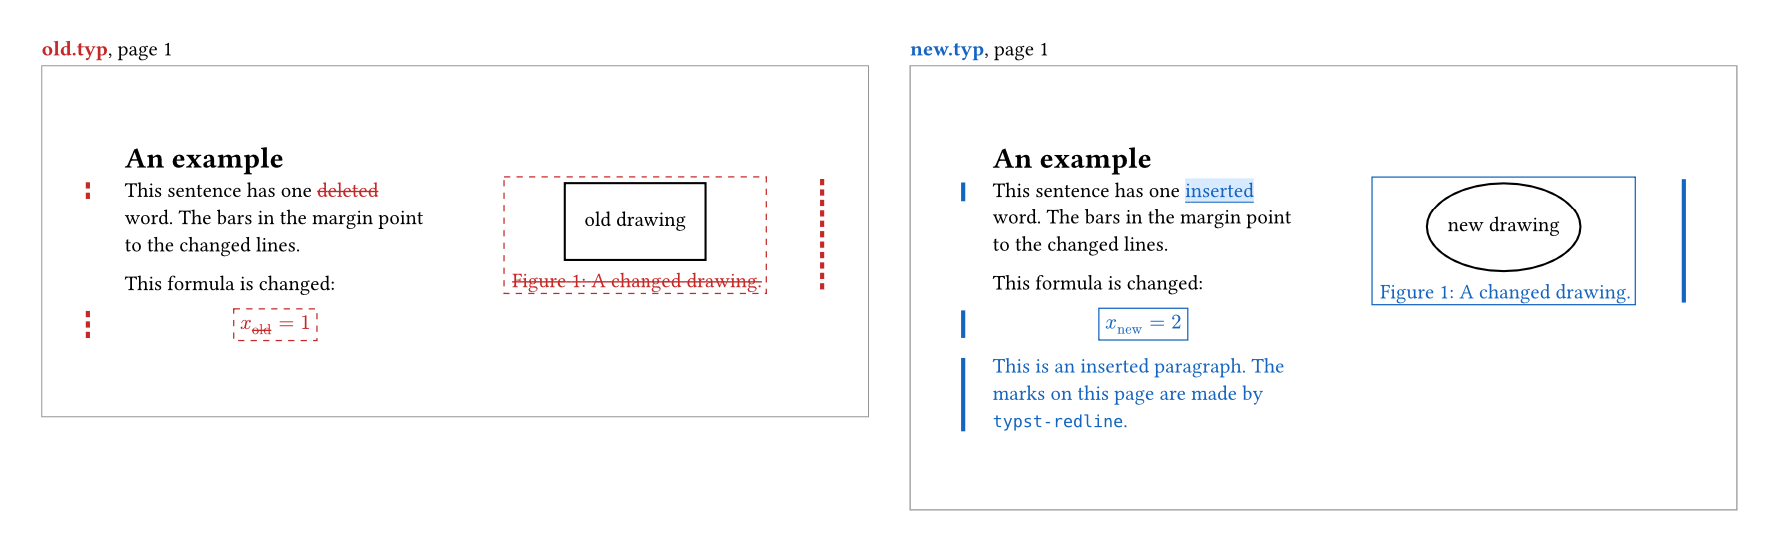 old.typ, page 1
An example
This sentence has one deleted
word. The bars in the margin point
to the changed lines.
This formula is changed:
x_old = 1
old drawing
Figure 1: A changed drawing.
new.typ, page 1
An example
This sentence has one inserted
word. The bars in the margin point
to the changed lines.
This formula is changed:
x_new = 2
This is an inserted paragraph. The
marks on this page are made by
typst-redline.
new drawing
Figure 1: A changed drawing.